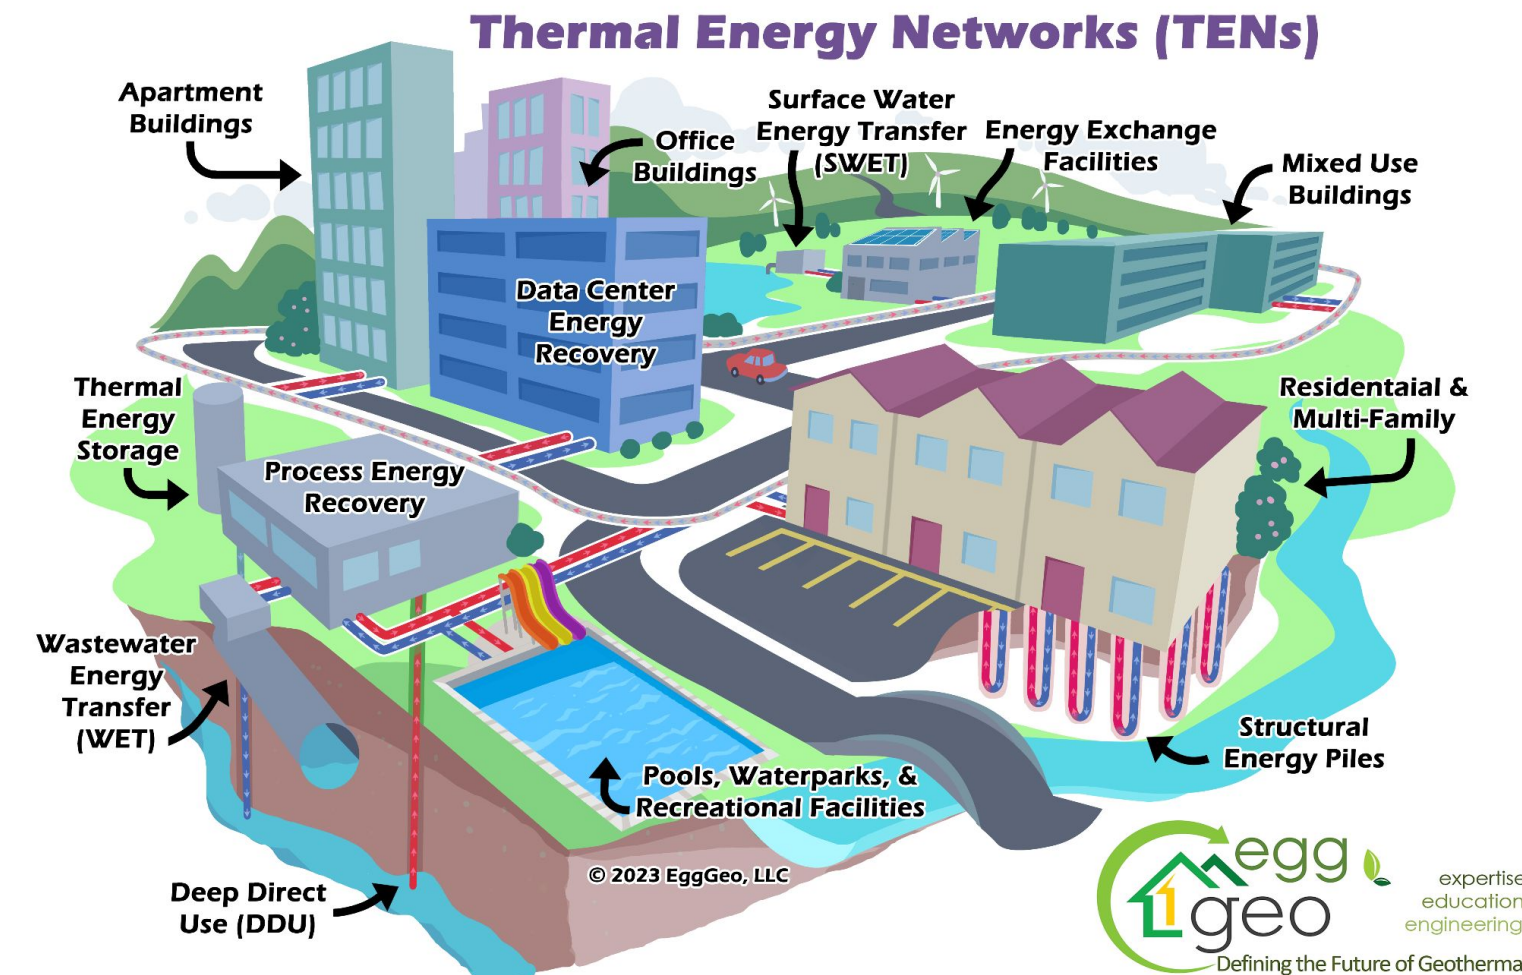 Thermal Energy Networks (TENs)
Apartment
Buildings
Office
Buildings
Surface Water
Energy Transfer
(SWET)
Energy Exchange
Facilities
Mixed Use
Buildings
Data Center
Energy
Recovery
Thermal
Energy
Storage
Process Energy
Recovery
Residentaial &
Multi-Family
Wastewater
Energy
Transfer
(WET)
Structural
Energy Piles
Pools, Waterparks, &
Recreational Facilities
Deep Direct
Use (DDU)
© 2023 EggGeo, LLC
egg
geo
expertise
education
engineering
Defining the Future of Geotherma